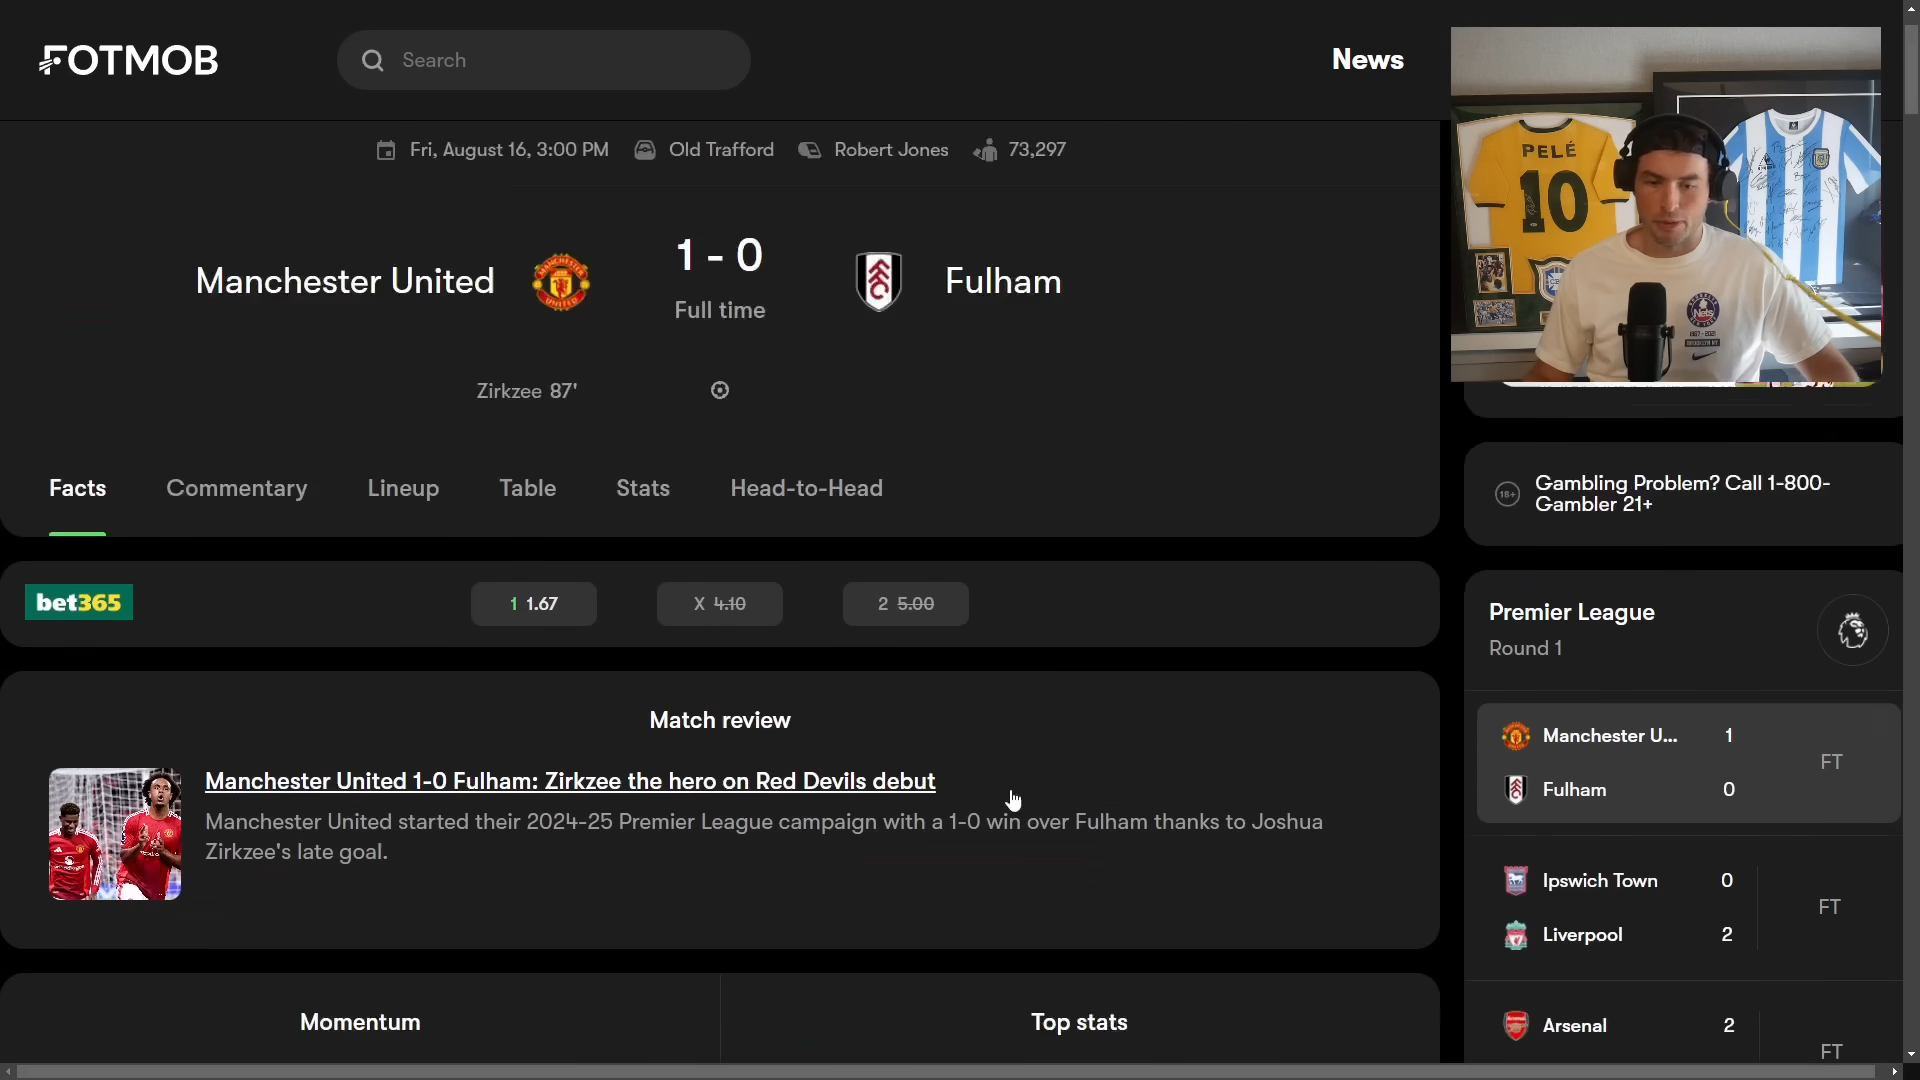 FOTMOB
Search
News
Fri, August 16, 3:00 PM Old Trafford Robert Jones 73,297
Manchester United
1 - 0
Fulham
Full time
Zirkzee 87'
Facts Commentary Lineup Table Stats Head-to-Head
bet365
1 1.67
X 4.10
2 5.00
Match review
Manchester United 1-0 Fulham: Zirkzee the hero on Red Devils debut
Manchester United started their 2024-25 Premier League campaign with a 1-0 win over Fulham thanks to Joshua
Zirkzee's late goal.
Momentum
Top stats
PELÉ
10
Nets
BROOKLYN NY
18+
Gambling Problem? Call 1-800-
Gambler 21+
Premier League
Round 1
Manchester U... 1
FT
Fulham 0
Ipswich Town 0
FT
Liverpool 2
Arsenal 2
FT